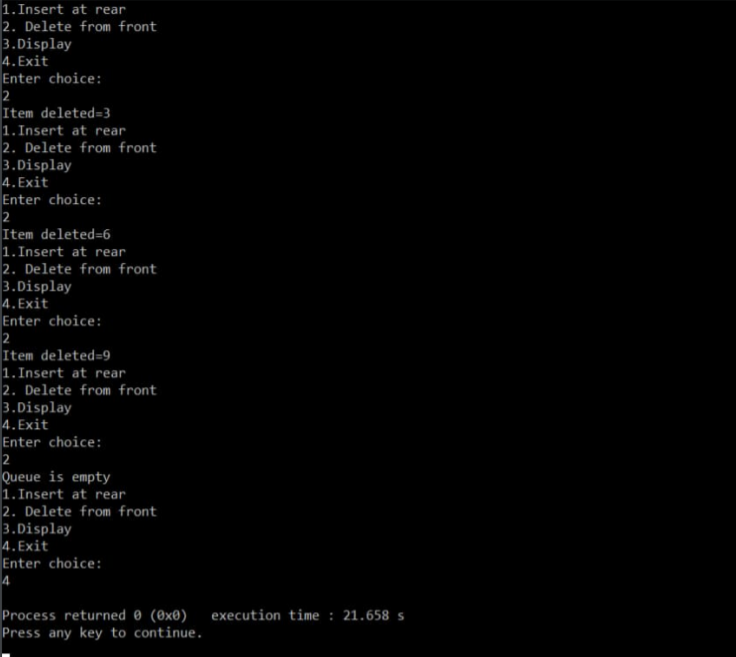 1.Insert at rear
2. Delete from front
3.Display
4.Exit
Enter choice:
2
Item deleted=3
1.Insert at rear
2. Delete from front
3.Display
4.Exit
Enter choice:
2
Item deleted=6
1.Insert at rear
2. Delete from front
3.Display
4.Exit
Enter choice:
2
Item deleted=9
1.Insert at rear
2. Delete from front
3.Display
4.Exit
Enter choice:
2
Queue is empty
1.Insert at rear
2. Delete from front
3.Display
4.Exit
Enter choice:
4
Process returned 0 (0x0)   execution time : 21.658 s
Press any key to continue.